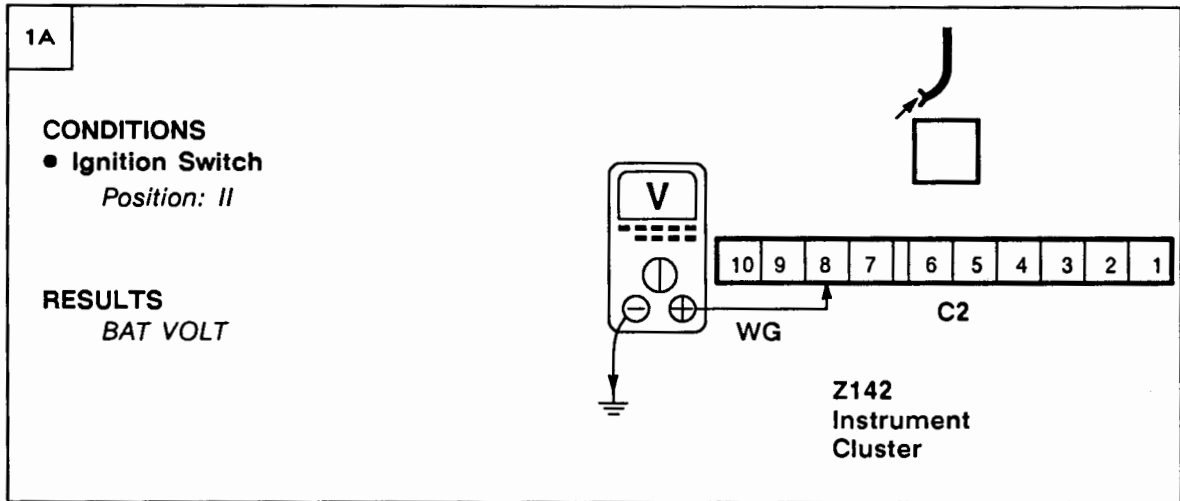 1A
CONDITIONS
● Ignition Switch
Position: II
RESULTS
BAT VOLT
V
10 9 8 7 6 5 4 3 2 1
WG
C2
Z142
Instrument
Cluster